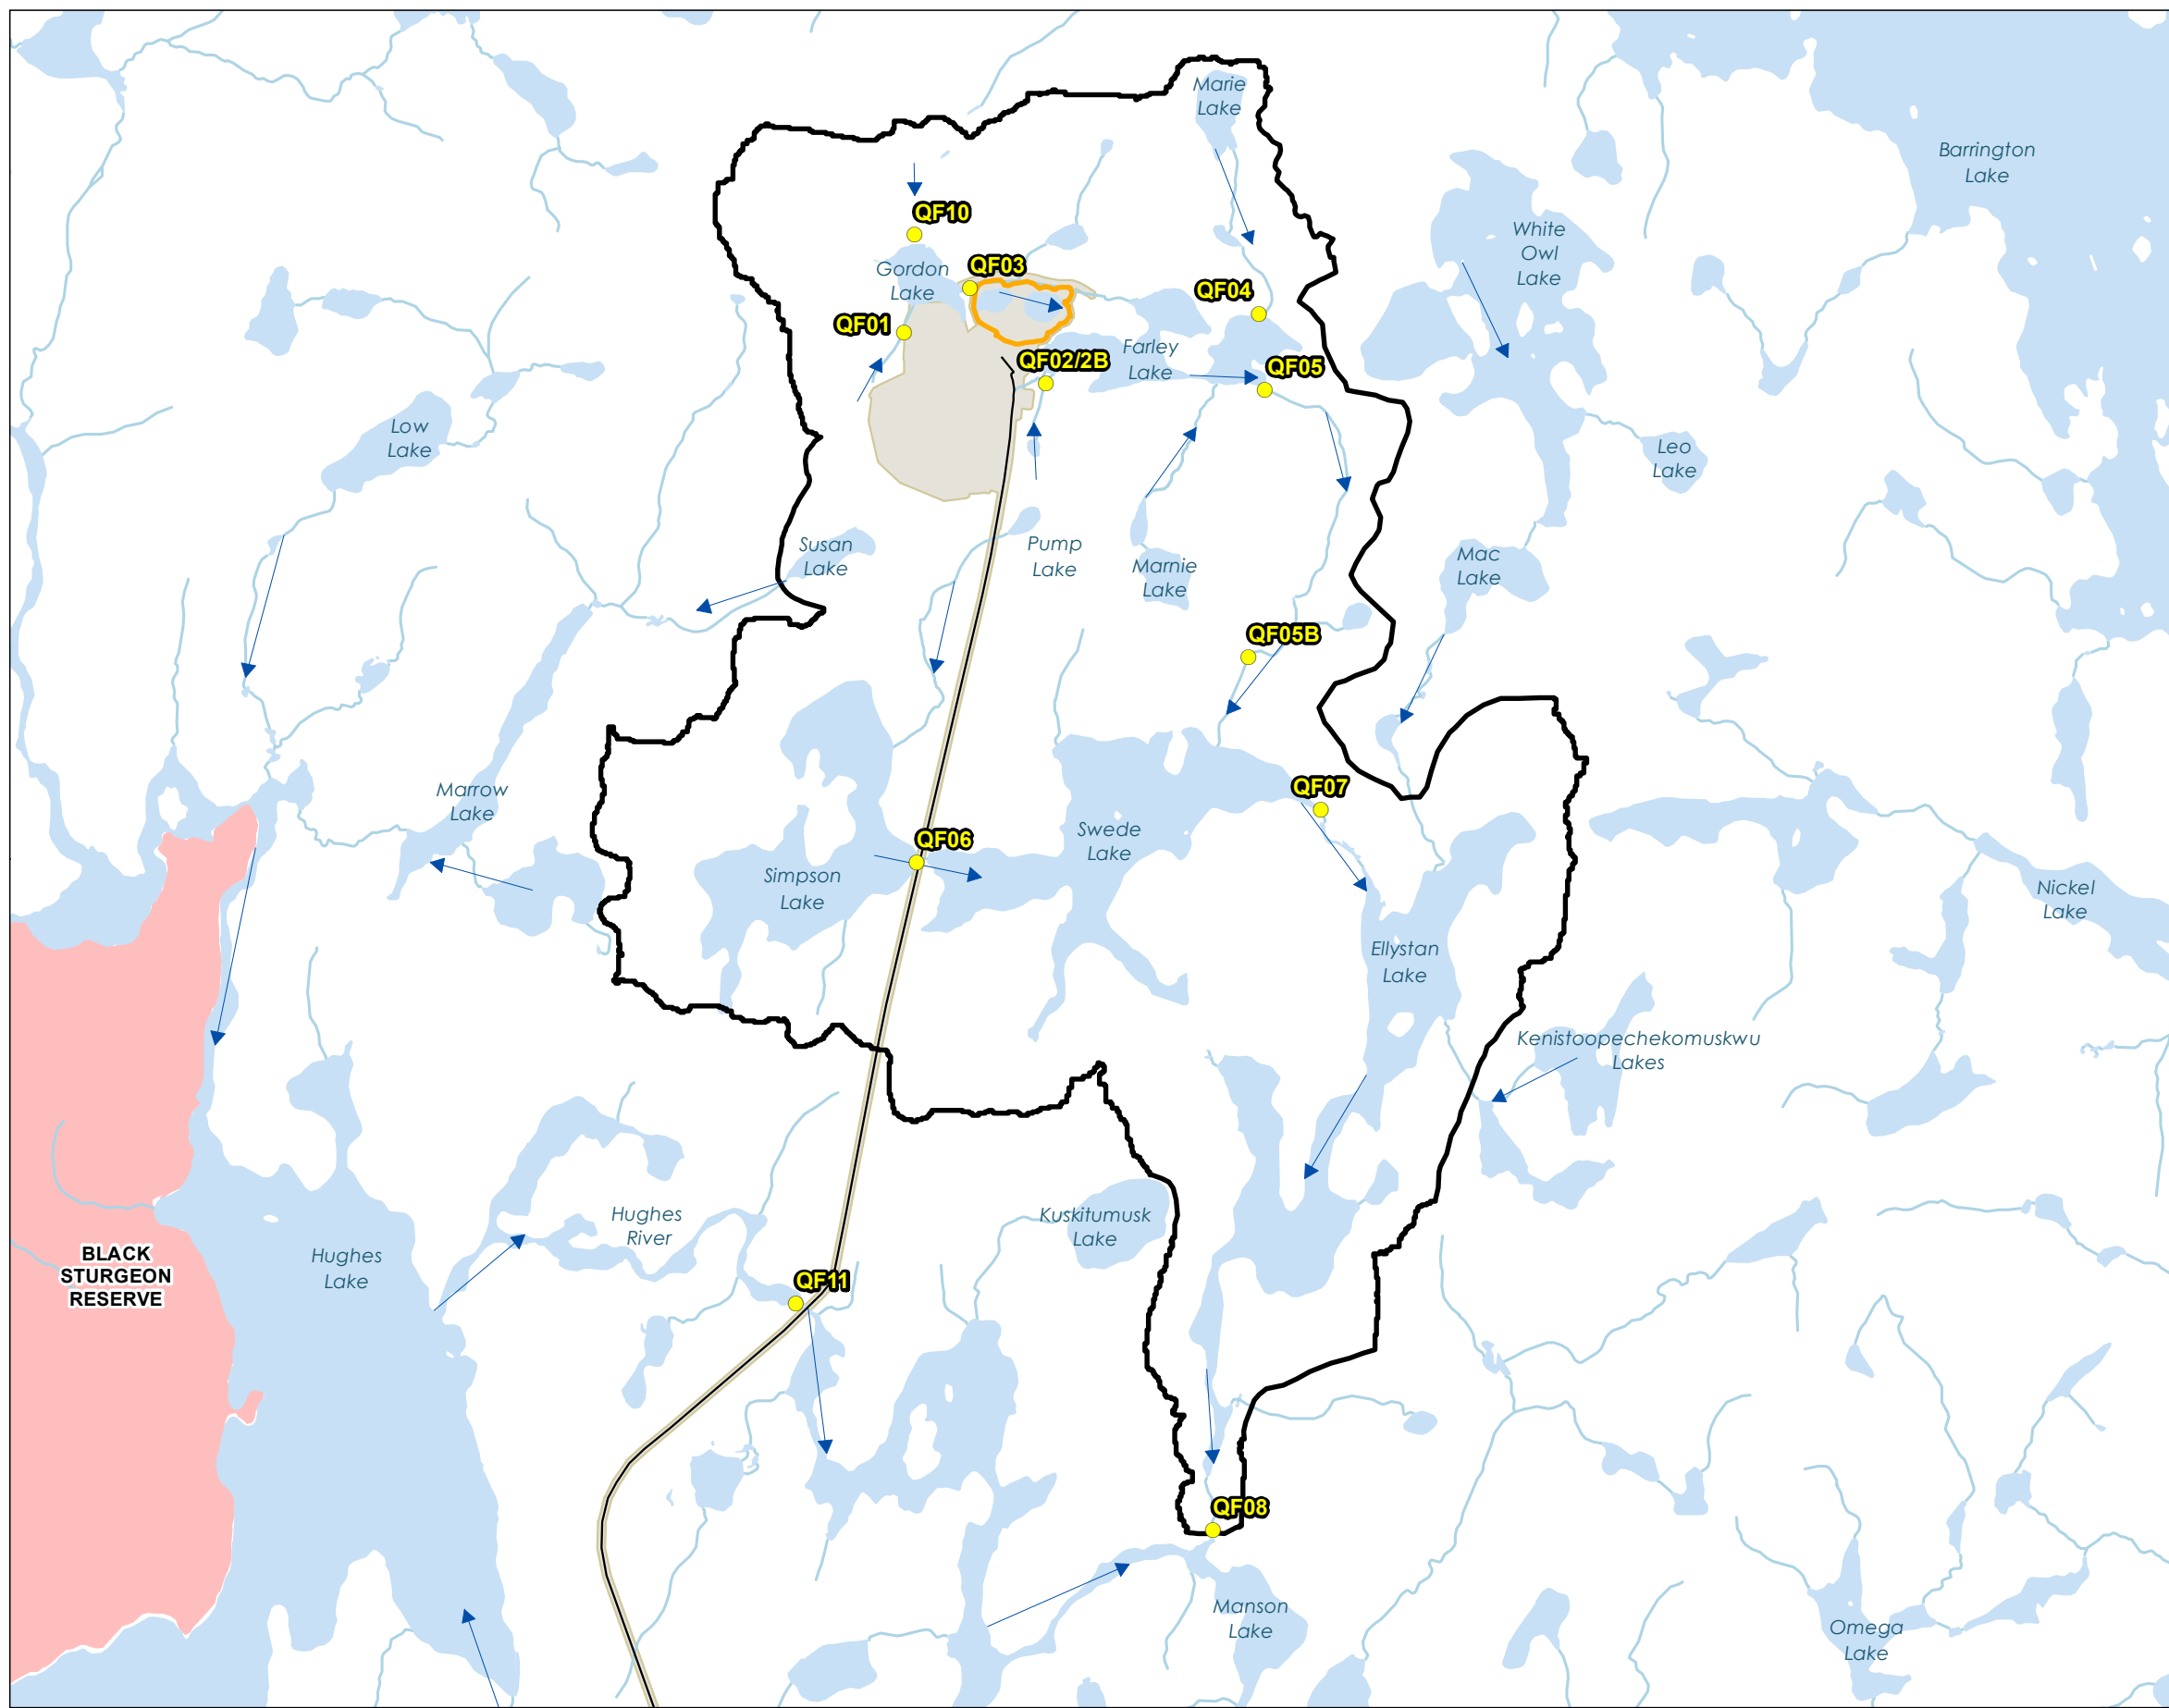 Marie
Lake
Barrington
Lake
QF10
White
Owl
Lake
Gordon
Lake
QF03
QF04
QF01
Farley
Lake
QF02/2B
QF05
Low
Lake
Leo
Lake
Susan
Lake
Pump
Lake
Marnie
Lake
Mac
Lake
QF05B
Marrow
Lake
QF07
Swede
Lake
QF06
Simpson
Lake
Nickel
Lake
Ellystan
Lake
Kenistoopechekomuskwu
Lakes
Kuskitumusk
Lake
Hughes
River
BLACK
STURGEON
RESERVE
Hughes
Lake
QF11
QF08
Manson
Lake
Omega
Lake